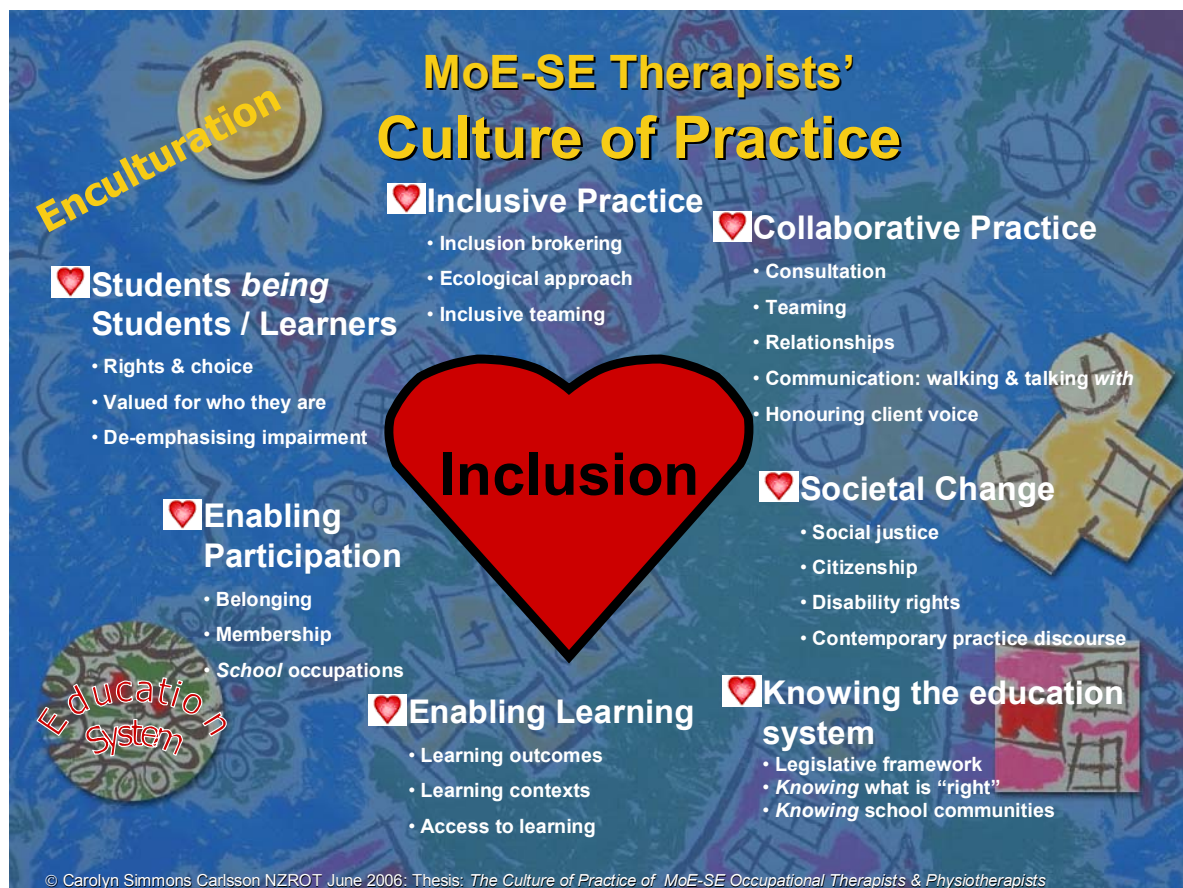 MoE-SE Therapists’
Culture of Practice
Enculturation
Inclusive Practice
• Inclusion brokering
• Ecological approach
• Inclusive teaming
Collaborative Practice
• Consultation
• Teaming
• Relationships
• Communication: walking & talking with
• Honouring client voice
Students being
Students / Learners
• Rights & choice
• Valued for who they are
• De-emphasising impairment
Inclusion
Societal Change
• Social justice
• Citizenship
• Disability rights
• Contemporary practice discourse
Enabling
Participation
• Belonging
• Membership
• School occupations
Education
System
Enabling Learning
• Learning outcomes
• Learning contexts
• Access to learning
Knowing the education
system
• Legislative framework
• Knowing what is “right”
• Knowing school communities
© Carolyn Simmons Carlsson NZROT June 2006: Thesis: The Culture of Practice of MoE-SE Occupational Therapists & Physiotherapists